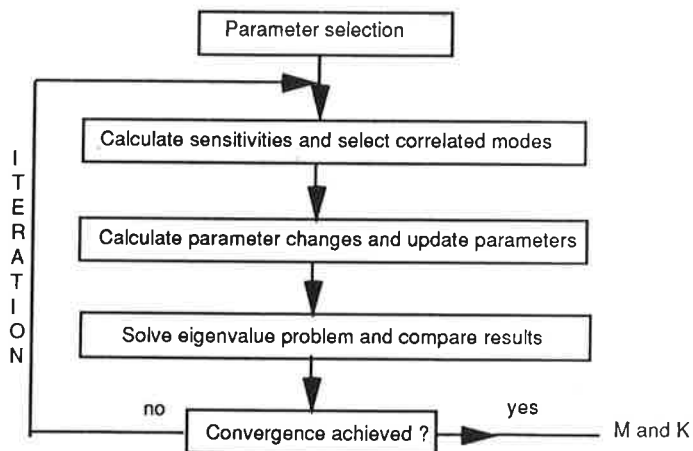 Parameter selection
Calculate sensitivities and select correlated modes
ITERATION
Calculate parameter changes and update parameters
Solve eigenvalue problem and compare results
no
yes
Convergence achieved ?
M and K